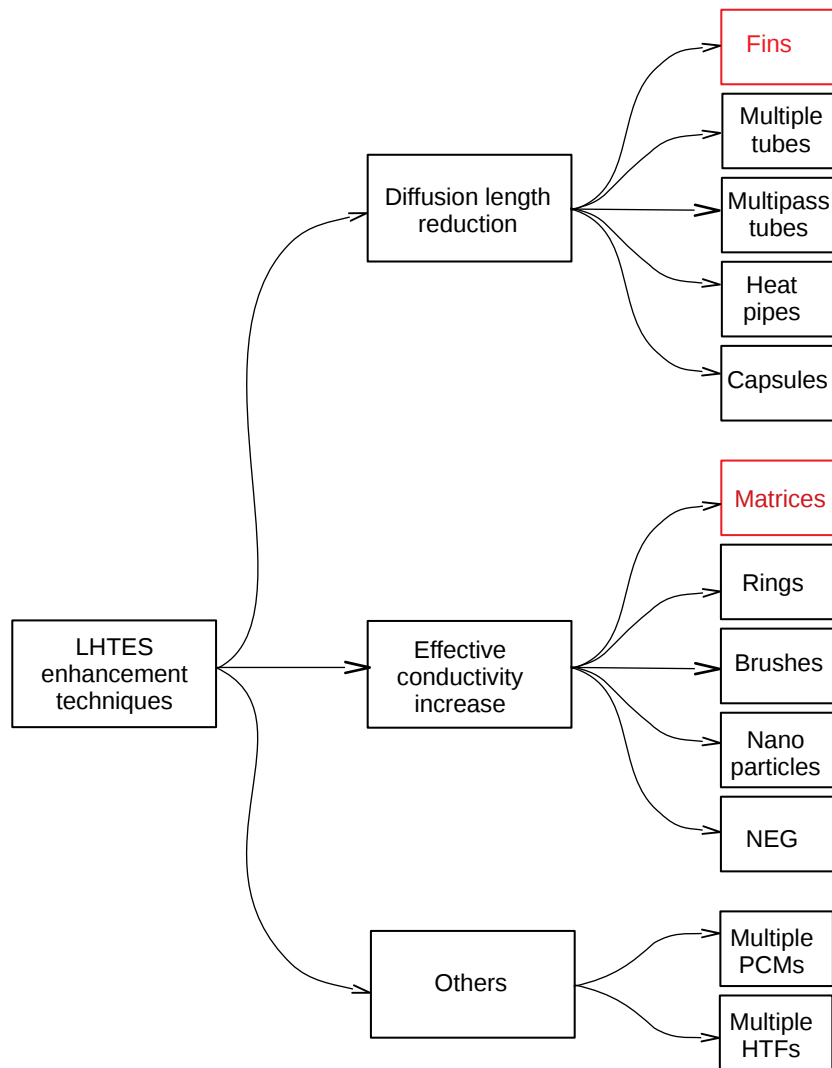 Fins
Multiple
tubes
Diffusion length
reduction
Multipass
tubes
Heat
pipes
Capsules
Matrices
Rings
LHTES
enhancement
techniques
Effective
conductivity
increase
Brushes
Nano
particles
NEG
Others
Multiple
PCMs
Multiple
HTFs